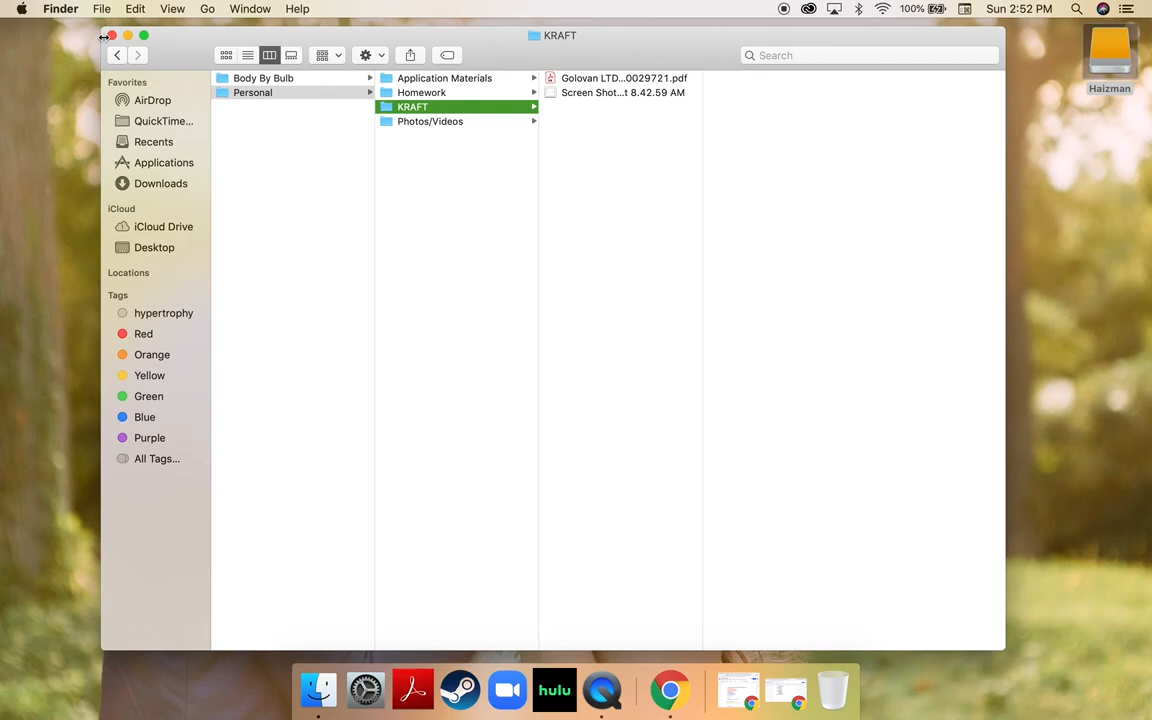 Finder File Edit View Go Window Help 100% Sun 2:52 PM
KRAFT
Search
Haizman
Favorites
AirDrop
QuickTime...
Recents
Applications
Downloads
iCloud
iCloud Drive
Desktop
Locations
Tags
hypertrophy
Red
Orange
Yellow
Green
Blue
Purple
All Tags...
Body By Bulb
Personal
Application Materials
Homework
KRAFT
Photos/Videos
Golovan LTD...0029721.pdf
Screen Shot...t 8.42.59 AM
hulu